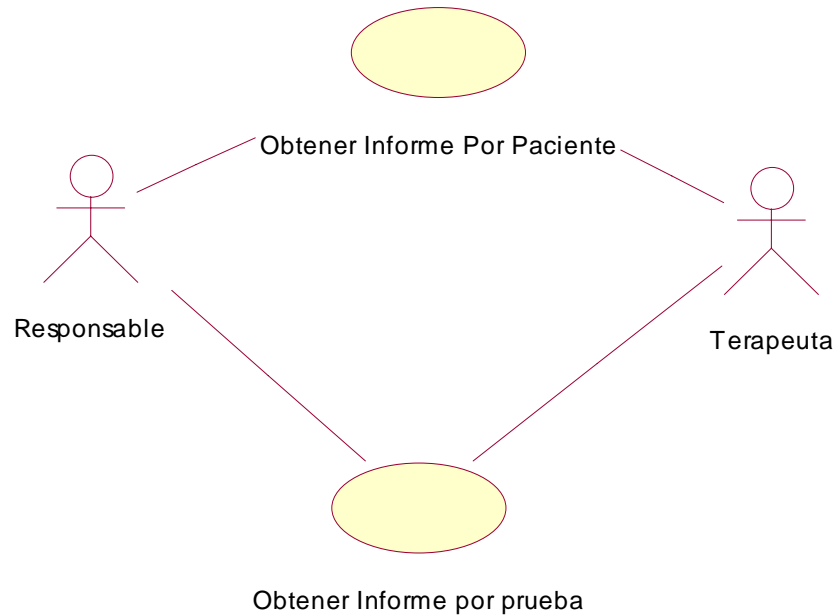 Obtener Informe Por Paciente
Responsable
Terapeuta
Obtener Informe por prueba